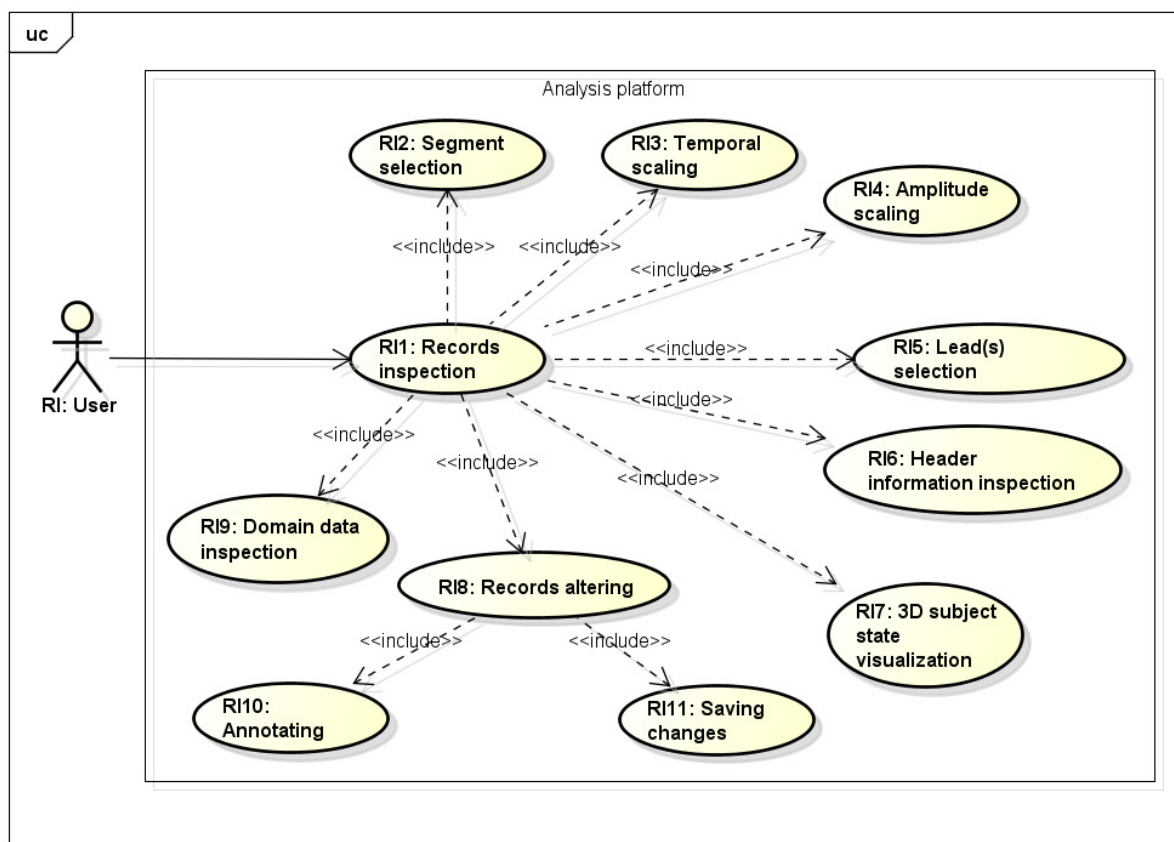 uc
Analysis platform
RI2: Segment
selection
RI3: Temporal
scaling
RI4: Amplitude
scaling
<<include>>
<<include>>
<<include>>
RI1: Records
inspection
<<include>>
RI5: Lead(s)
selection
RI: User
<<include>>
<<include>>
<<include>>
<<include>>
RI6: Header
information inspection
RI9: Domain data
inspection
RI8: Records altering
RI7: 3D subject
state
visualization
<<include>>
<<include>>
RI10:
Annotating
RI11: Saving
changes